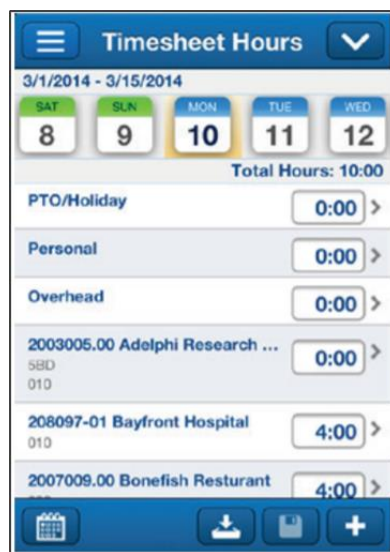 Timesheet Hours
3/1/2014 - 3/15/2014
SAT SUN MON TUE WED
8 9 10 11 12
Total Hours: 10:00
PTO/Holiday 0:00
Personal 0:00
Overhead 0:00
2003005.00 Adelphi Research ... 0:00
5BD
010
208097-01 Bayfront Hospital 4:00
010
2007009.00 Bonefish Resturant 4:00